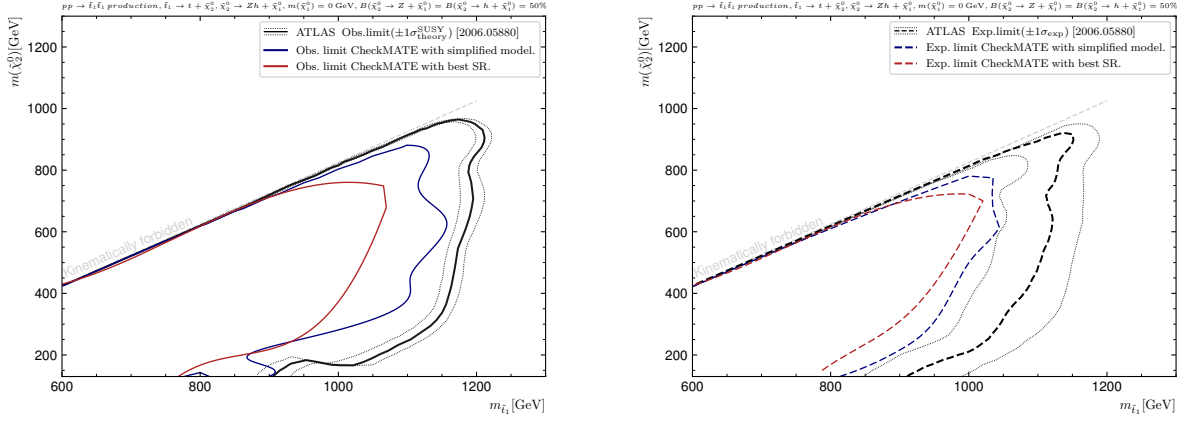 pp → t̃₁t̃₁ production, t̃₁ → t + χ̃₂⁰, χ̃₂⁰ → Zh + χ̃₁⁰, m(χ̃₁⁰) = 0 GeV, B(χ̃₂⁰ → Z + χ̃₁⁰) = B(χ̃₂⁰ → h + χ̃₁⁰) = 50%
m(χ̃₂⁰)[GeV]
ATLAS Obs.limit(±1σ^SUSY_theory) [2006.05880]
Obs. limit CheckMATE with simplified model.
Obs. limit CheckMATE with best SR.
Kinematically forbidden
1200
1000
800
600
400
200
600 800 1000 1200
m_t̃₁[GeV]
pp → t̃₁t̃₁ production, t̃₁ → t + χ̃₂⁰, χ̃₂⁰ → Zh + χ̃₁⁰, m(χ̃₁⁰) = 0 GeV, B(χ̃₂⁰ → Z + χ̃₁⁰) = B(χ̃₂⁰ → h + χ̃₁⁰) = 50%
m(χ̃₂⁰)[GeV]
ATLAS Exp.limit(±1σ_exp) [2006.05880]
Exp. limit CheckMATE with simplified model.
Exp. limit CheckMATE with best SR.
Kinematically forbidden
1200
1000
800
600
400
200
600 800 1000 1200
m_t̃₁[GeV]